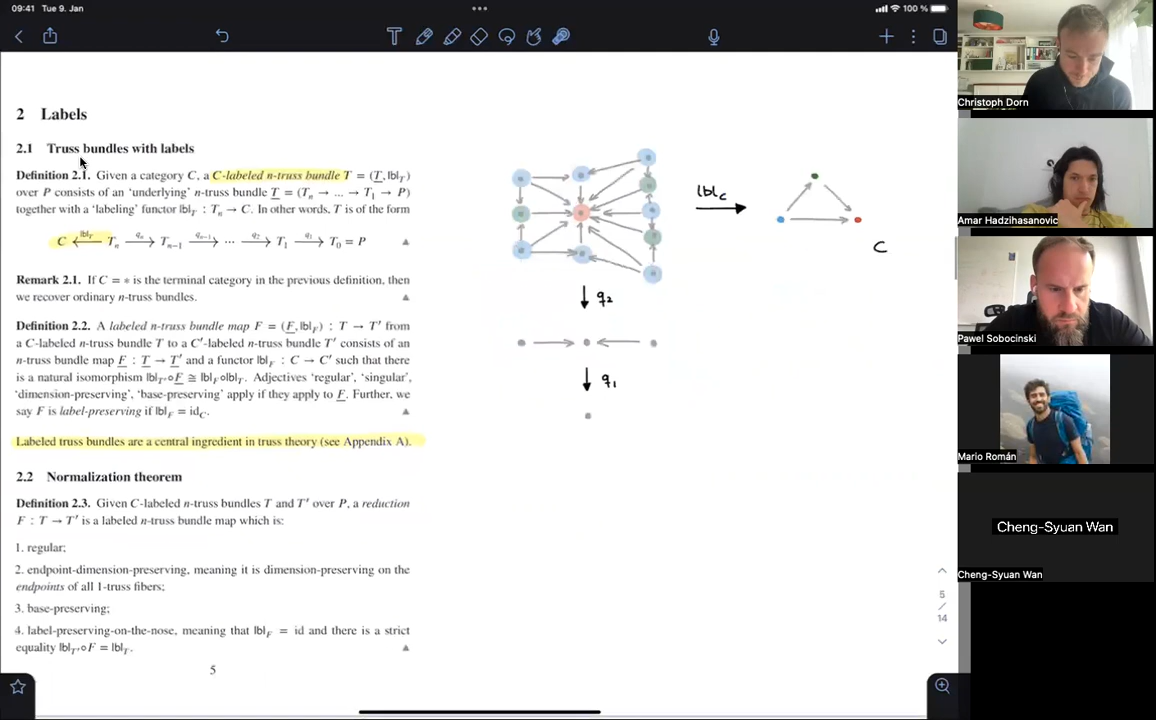 09:41 Tue 9. Jan
100 %
2 Labels
2.1 Truss bundles with labels
Definition 2.1. Given a category C, a C-labeled n-truss bundle T = (T, lbl_T)
over P consists of an ‘underlying’ n-truss bundle T = (T_n → ... → T_1 → P)
together with a ‘labeling’ functor lbl_T : T_n → C. In other words, T is of the form
C ←lbl_T T_n →q_n T_{n−1} →q_{n−1} ··· →q_2 T_1 →q_1 T_0 = P ▲
Remark 2.1. If C = * is the terminal category in the previous definition, then
we recover ordinary n-truss bundles. ▲
Definition 2.2. A labeled n-truss bundle map F = (F, lbl_F) : T → T′ from
a C-labeled n-truss bundle T to a C′-labeled n-truss bundle T′ consists of an
n-truss bundle map F : T → T′ and a functor lbl_F : C → C′ such that there
is a natural isomorphism lbl_T′ ∘ F ≅ lbl_F ∘ lbl_T. Adjectives ‘regular’, ‘singular’,
‘dimension-preserving’, ‘base-preserving’ apply if they apply to F. Further, we
say F is label-preserving if lbl_F = id_C. ▲
Labeled truss bundles are a central ingredient in truss theory (see Appendix A).
2.2 Normalization theorem
Definition 2.3. Given C-labeled n-truss bundles T and T′ over P, a reduction
F : T → T′ is a labeled n-truss bundle map which is:
1. regular;
2. endpoint-dimension-preserving, meaning it is dimension-preserving on the
endpoints of all 1-truss fibers;
3. base-preserving;
4. label-preserving-on-the-nose, meaning that lbl_F = id and there is a strict
equality lbl_T′ ∘ F = lbl_T. ▲
5
lbl_C
C
q_2
q_1
5
/
14
Christoph Dorn
Amar Hadzihasanovic
Pawel Sobocinski
Mario Román
Cheng-Syuan Wan
Cheng-Syuan Wan